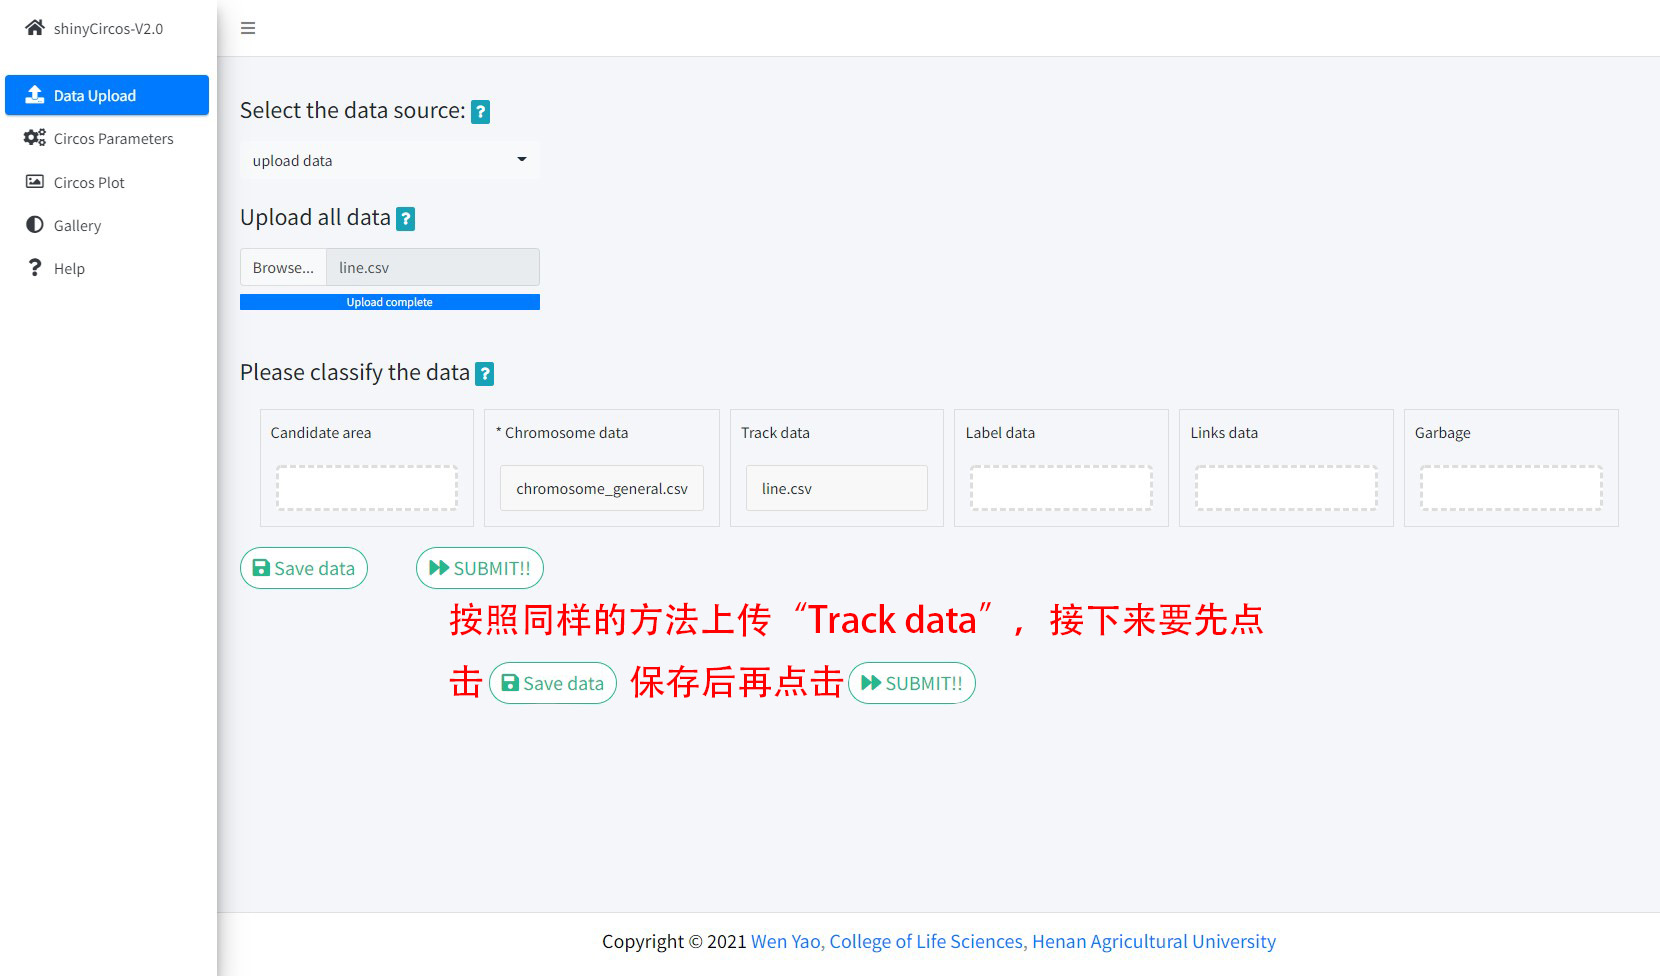 shinyCircos-V2.0
Data Upload
Circos Parameters
Circos Plot
Gallery
Help
Select the data source: ?
upload data
Upload all data ?
Browse... line.csv
Upload complete
Please classify the data ?
Candidate area
* Chromosome data
chromosome_general.csv
Track data
line.csv
Label data
Links data
Garbage
Save data SUBMIT!!
按照同样的方法上传“Track data”，接下来要先点
击 Save data 保存后再点击 SUBMIT!!
Copyright © 2021 Wen Yao, College of Life Sciences, Henan Agricultural University